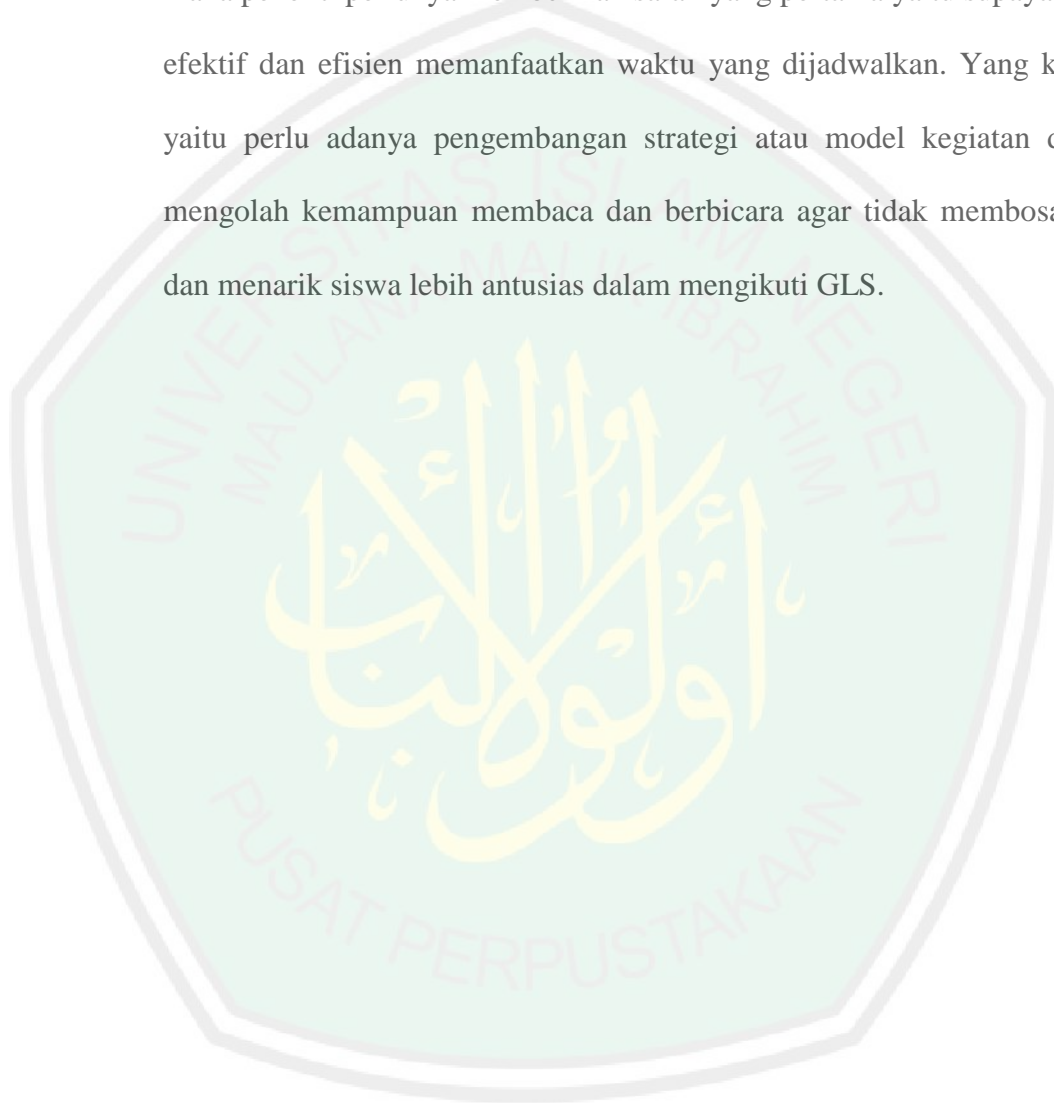 efektif dan efisien memanfaatkan waktu yang dijadwalkan. Yang k
yaitu perlu adanya pengembangan strategi atau model kegiatan
mengolah kemampuan membaca dan berbicara agar tidak membosa
dan menarik siswa lebih antusias dalam mengikuti GLS.
UNIVERSITAS ISLAM NEGERI
MAULANA MALIK IBRAHIM
أولوا الألباب
PUSAT PERPUSTAKAAN